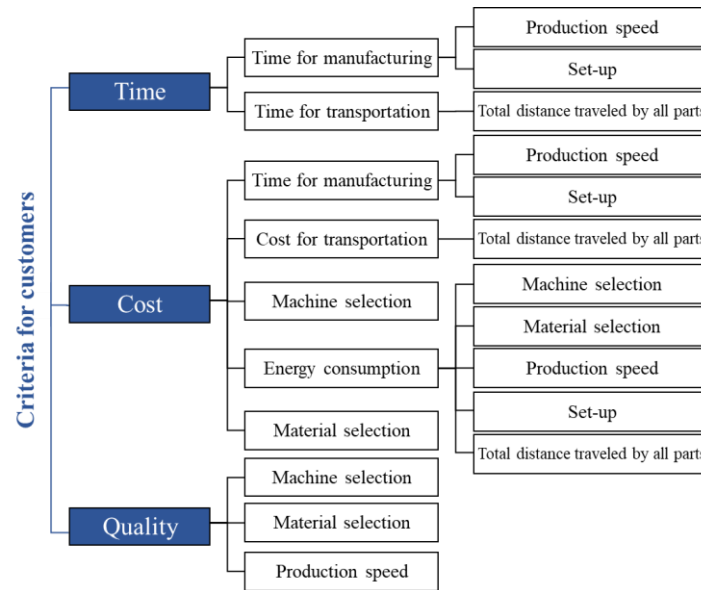 Criteria for customers
Time
Time for manufacturing
Production speed
Set-up
Time for transportation
Total distance traveled by all parts
Cost
Time for manufacturing
Production speed
Set-up
Cost for transportation
Total distance traveled by all parts
Machine selection
Energy consumption
Machine selection
Material selection
Production speed
Set-up
Total distance traveled by all parts
Material selection
Quality
Machine selection
Material selection
Production speed